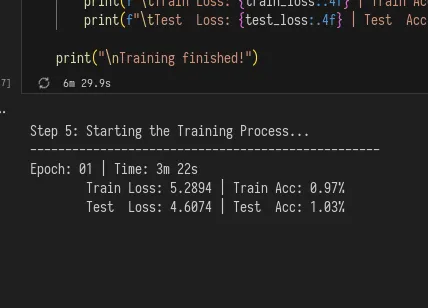 print(f"\tTrain Loss: {train_loss:.4f} | Train Acc
print(f"\tTest  Loss: {test_loss:.4f} | Test  Acc:
print("\nTraining finished!")
7]
6m 29.9s
..
Step 5: Starting the Training Process...
--------------------------------------------------
Epoch: 01 | Time: 3m 22s
        Train Loss: 5.2894 | Train Acc: 0.97%
        Test  Loss: 4.6074 | Test  Acc: 1.03%